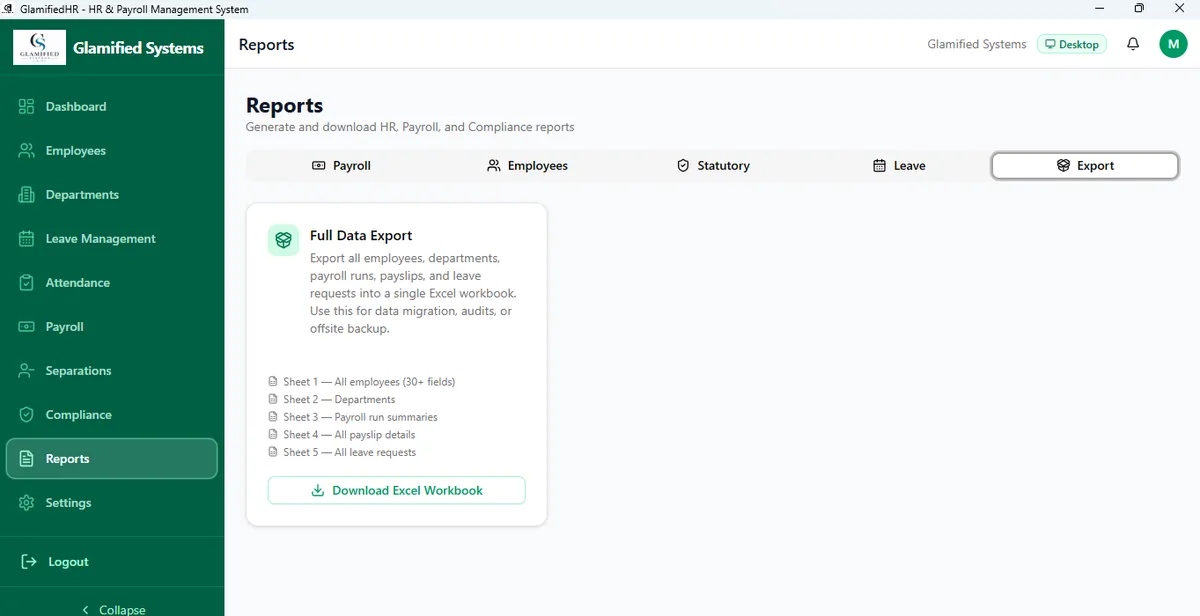 GlamifiedHR - HR & Payroll Management System
GLAMIFIED
Glamified Systems
Reports
Glamified Systems
Desktop
M
Dashboard
Employees
Departments
Leave Management
Attendance
Payroll
Separations
Compliance
Reports
Settings
Logout
Collapse
Reports
Generate and download HR, Payroll, and Compliance reports
Payroll
Employees
Statutory
Leave
Export
Full Data Export
Export all employees, departments,
payroll runs, payslips, and leave
requests into a single Excel workbook.
Use this for data migration, audits, or
offsite backup.
Sheet 1 — All employees (30+ fields)
Sheet 2 — Departments
Sheet 3 — Payroll run summaries
Sheet 4 — All payslip details
Sheet 5 — All leave requests
Download Excel Workbook